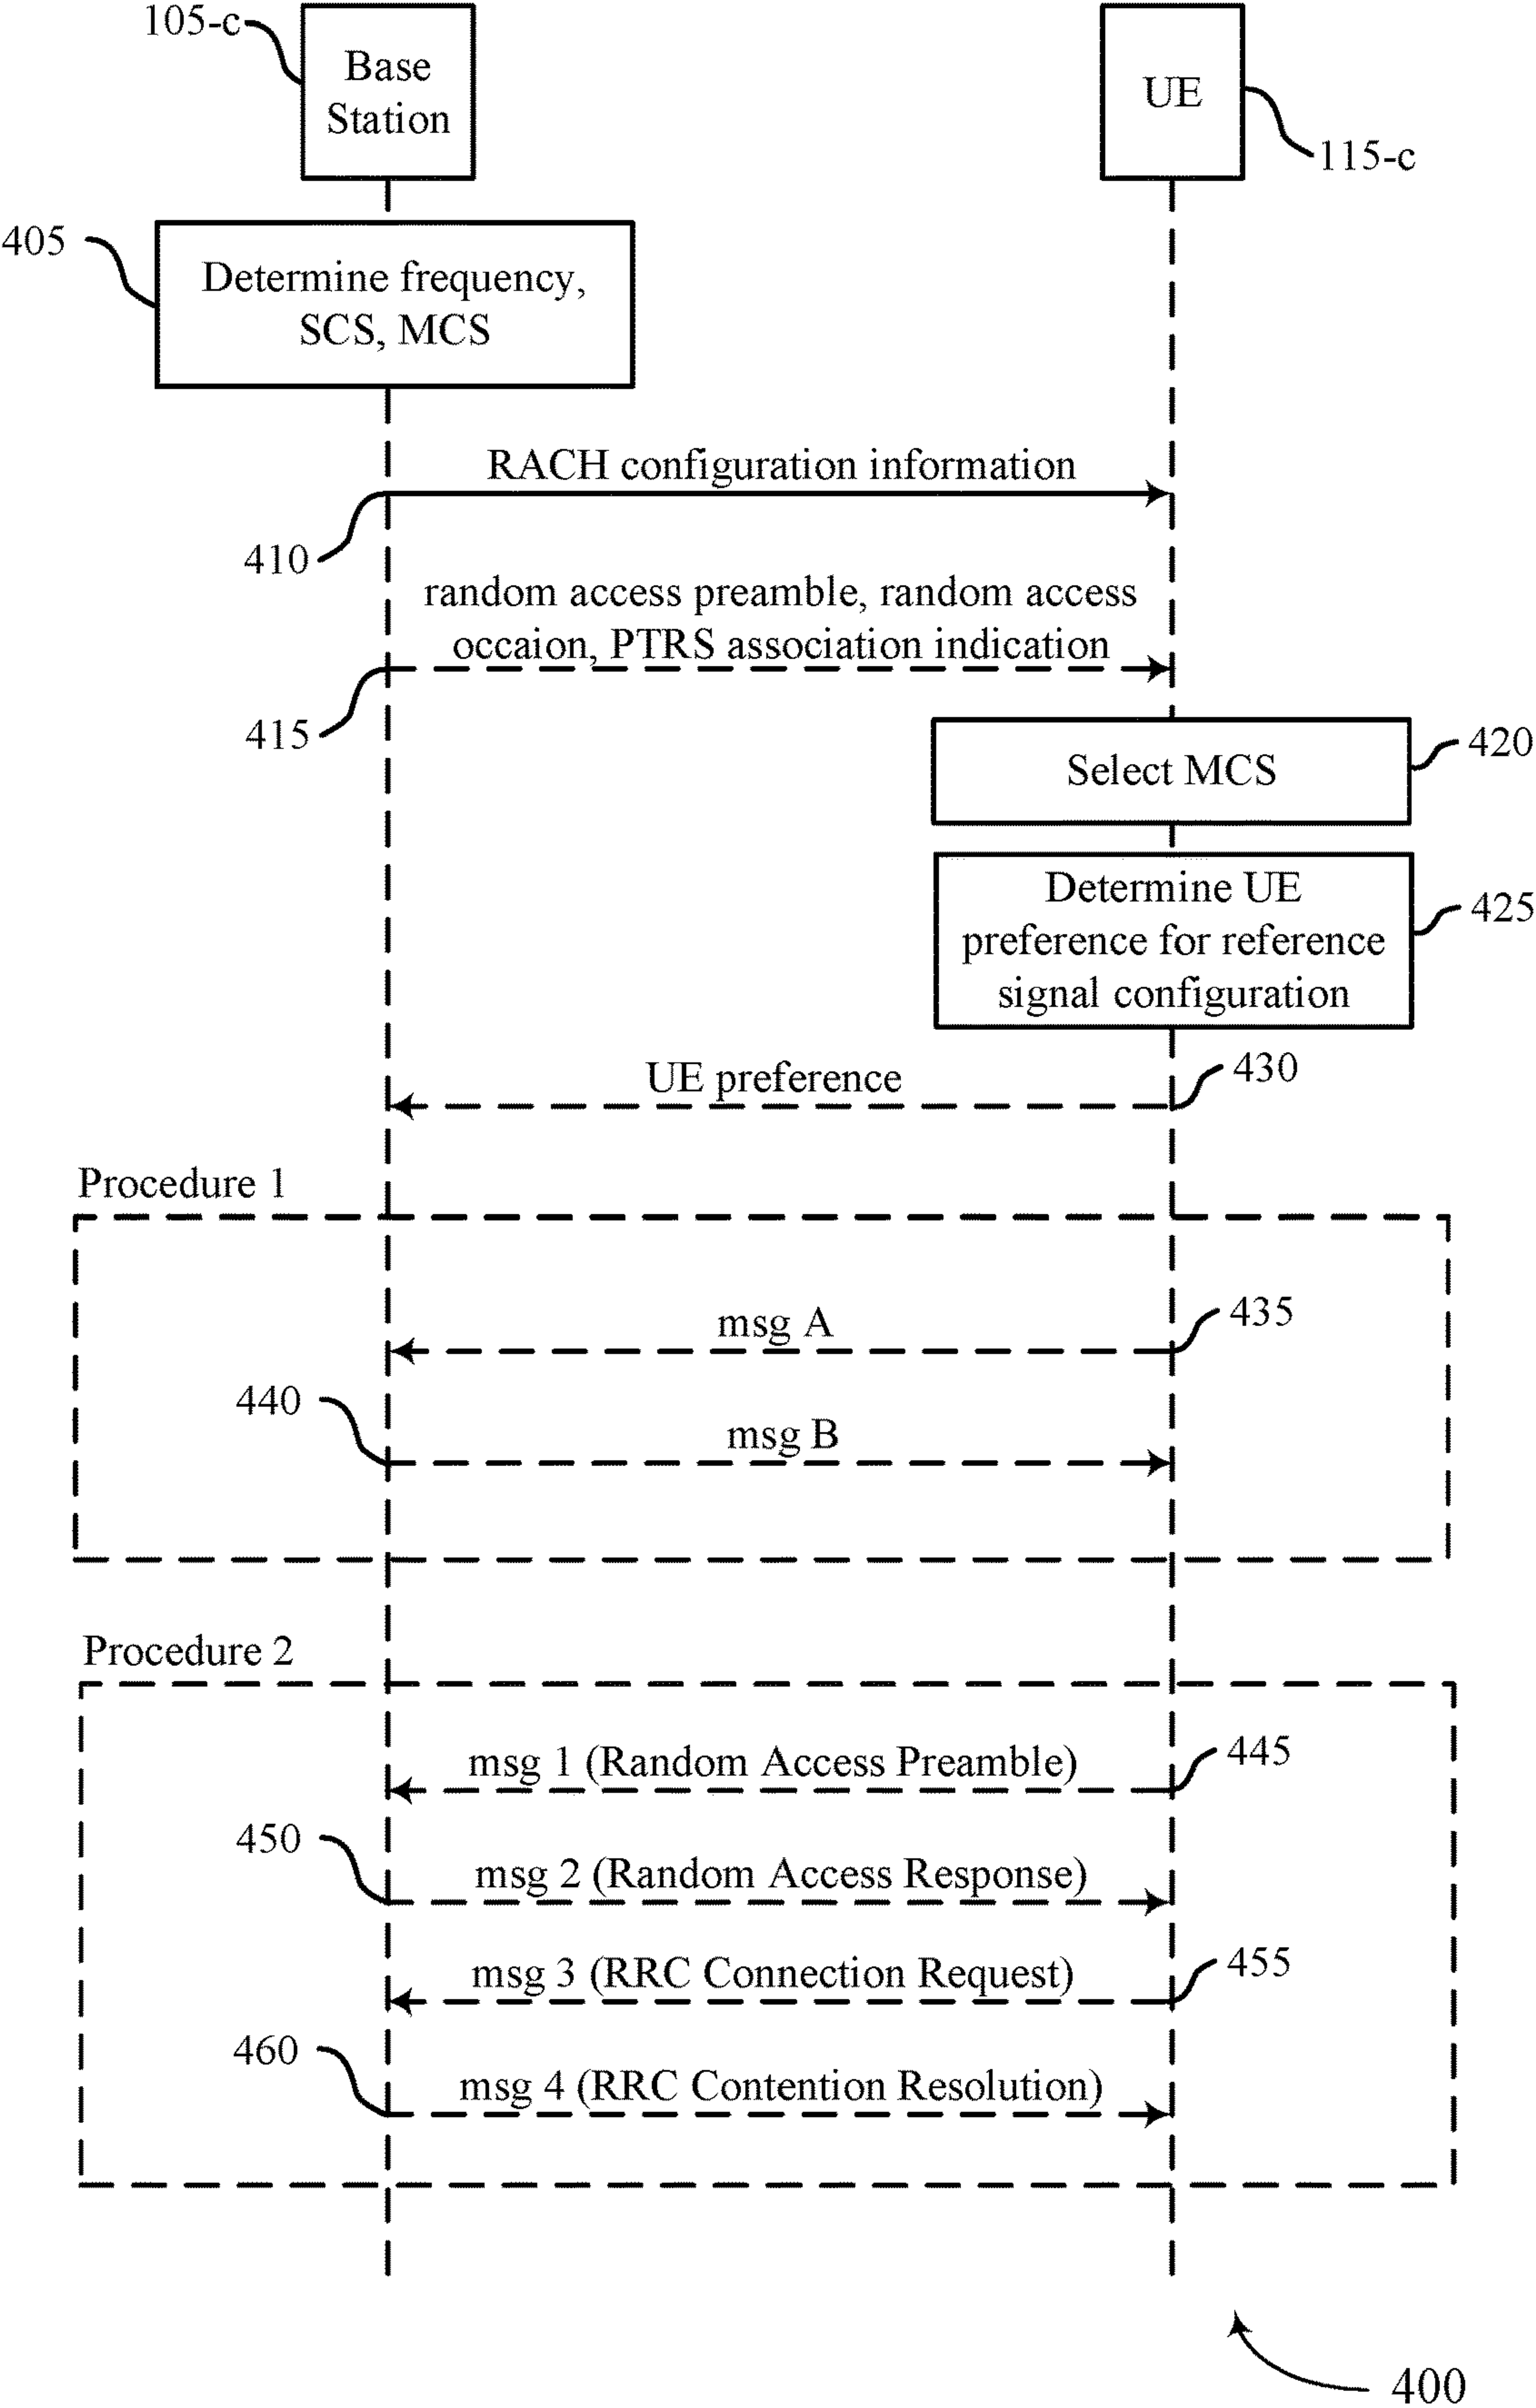 105-c
Base
Station
UE
115-c
405
Determine frequency,
SCS, MCS
RACH configuration information
410
random access preamble, random access
occaion, PTRS association indication
415
Select MCS
420
Determine UE
preference for reference
signal configuration
425
UE preference
430
Procedure 1
msg A
435
440
msg B
Procedure 2
msg 1 (Random Access Preamble)
445
450
msg 2 (Random Access Response)
msg 3 (RRC Connection Request)
455
460
msg 4 (RRC Contention Resolution)
400